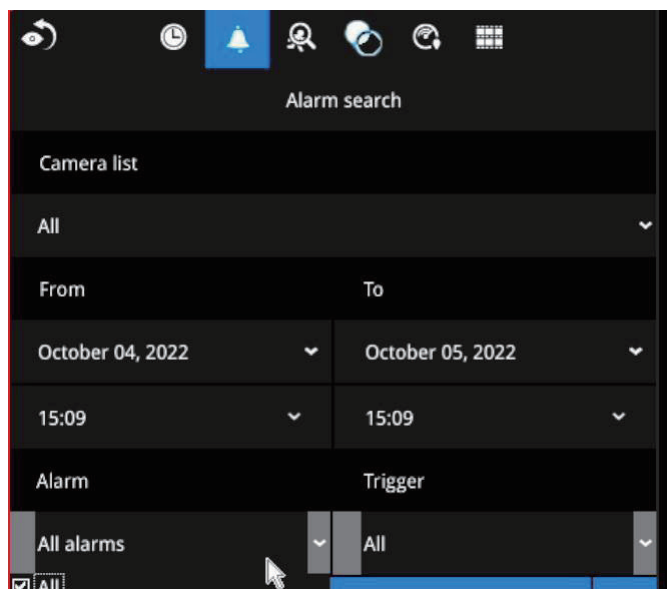 Alarm search
Camera list
All
From To
October 04, 2022 October 05, 2022
15:09 15:09
Alarm Trigger
All alarms All
All